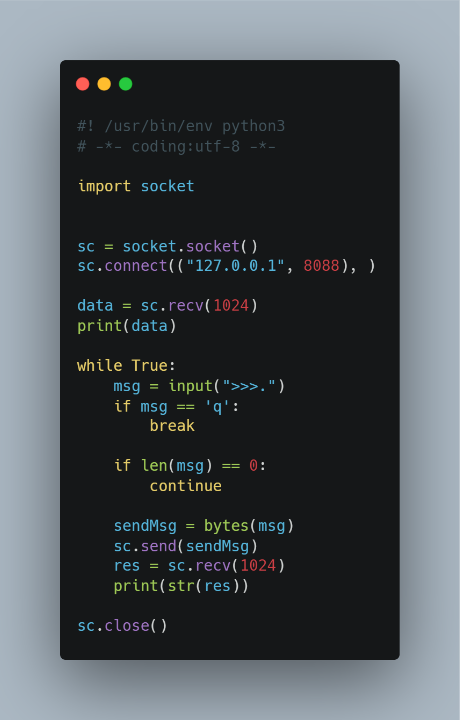 #! /usr/bin/env python3
# -*- coding:utf-8 -*-
import socket
sc = socket.socket()
sc.connect(("127.0.0.1", 8088), )
data = sc.recv(1024)
print(data)
while True:
    msg = input(">>>.")
    if msg == 'q':
        break
    if len(msg) == 0:
        continue
    sendMsg = bytes(msg)
    sc.send(sendMsg)
    res = sc.recv(1024)
    print(str(res))
sc.close()